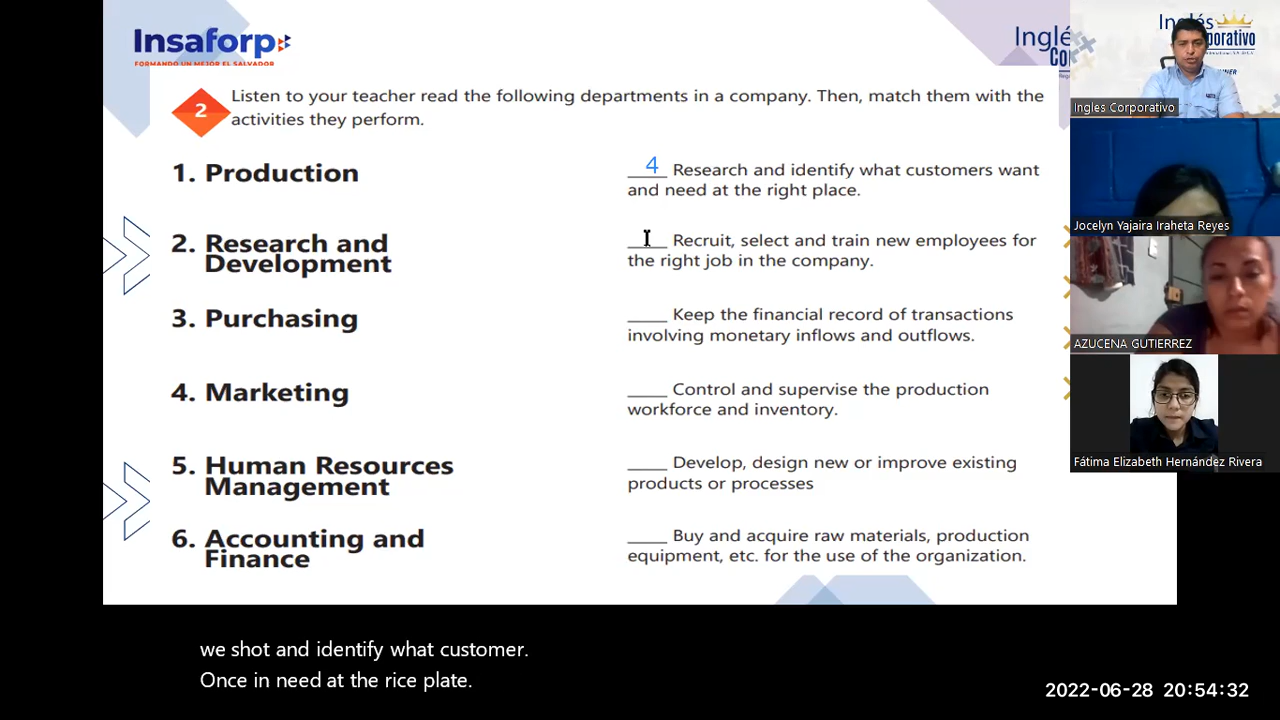 Insaforp
FORMANDO UN MEJOR EL SALVADOR
Inglés
2
Listen to your teacher read the following departments in a company. Then, match them with the
activities they perform.
1. Production
2. Research and
Development
3. Purchasing
4. Marketing
5. Human Resources
Management
6. Accounting and
Finance
4 Research and identify what customers want
and need at the right place.
____ Recruit, select and train new employees for
the right job in the company.
____ Keep the financial record of transactions
involving monetary inflows and outflows.
____ Control and supervise the production
workforce and inventory.
____ Develop, design new or improve existing
products or processes
____ Buy and acquire raw materials, production
equipment, etc. for the use of the organization.
Ingles Corporativo
Jocelyn Yajaira Iraheta Reyes
AZUCENA GUTIERREZ
Fátima Elizabeth Hernández Rivera
we shot and identify what customer.
Once in need at the rice plate.
2022-06-28 20:54:32